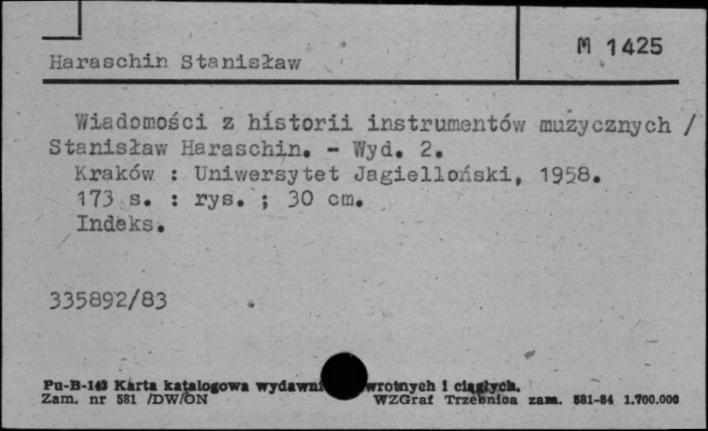 Haraschin Stanisław
M 1425
Wiadomości z historii instrumentów muzycznych /
Stanisław Haraschin. - Wyd. 2.
Kraków : Uniwersytet Jagielloński, 1958.
173 s. : rys. ; 30 cm.
Indeks.
335892/83
Pu-B-143 Karta katalogowa wrotnych i ciągłych.
Zam. nr 581 /DW/ÓN WZGraf Trzebnica zam. 581-84 1.700.000